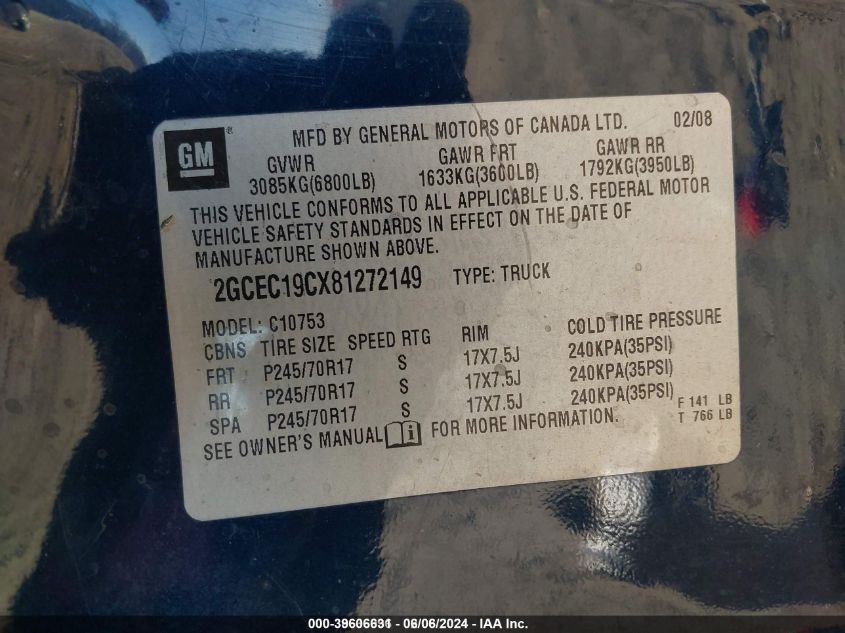 GM ®
MFD BY GENERAL MOTORS OF CANADA LTD. 02/08
GVWR GAWR FRT GAWR RR
3085KG(6800LB) 1633KG(3600LB) 1792KG(3950LB)
THIS VEHICLE CONFORMS TO ALL APPLICABLE U.S. FEDERAL MOTOR
VEHICLE SAFETY STANDARDS IN EFFECT ON THE DATE OF
MANUFACTURE SHOWN ABOVE.
2GCEC19CX81272149 TYPE: TRUCK
MODEL: C10753
CBNS TIRE SIZE SPEED RTG RIM COLD TIRE PRESSURE
FRT P245/70R17 S 17X7.5J 240KPA(35PSI)
RR P245/70R17 S 17X7.5J 240KPA(35PSI)
SPA P245/70R17 S 17X7.5J 240KPA(35PSI)
F 141 LB
T 766 LB
SEE OWNER'S MANUAL i FOR MORE INFORMATION.
- 06/06/2024 - IAA Inc.